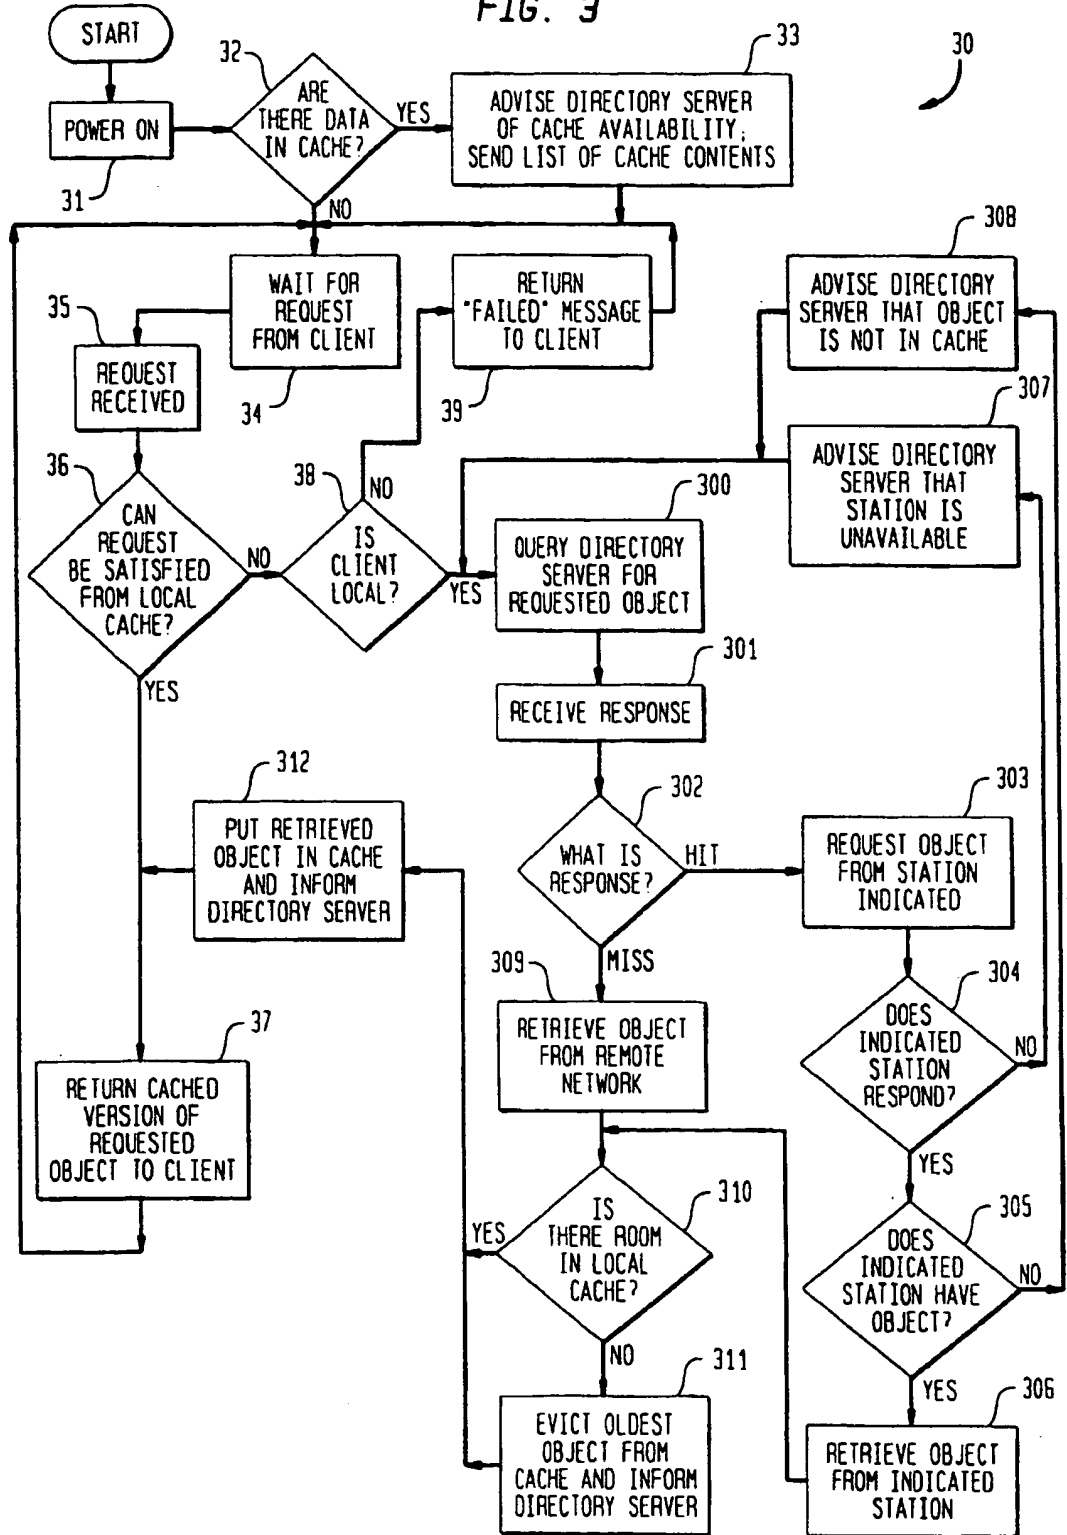 FIG. 3
START
32
33
30
ARE
THERE DATA
IN CACHE?
YES
ADVISE DIRECTORY SERVER
OF CACHE AVAILABILITY;
SEND LIST OF CACHE CONTENTS
POWER ON
31
NO
308
WAIT FOR
REQUEST
FROM CLIENT
34
RETURN
"FAILED" MESSAGE
TO CLIENT
39
ADVISE DIRECTORY
SERVER THAT OBJECT
IS NOT IN CACHE
35
REQUEST
RECEIVED
307
ADVISE DIRECTORY
SERVER THAT
STATION IS
UNAVAILABLE
36
CAN
REQUEST
BE SATISFIED
FROM LOCAL
CACHE?
NO
YES
38
NO
IS
CLIENT
LOCAL?
YES
300
QUERY DIRECTORY
SERVER FOR
REQUESTED OBJECT
301
RECEIVE RESPONSE
312
PUT RETRIEVED
OBJECT IN CACHE
AND INFORM
DIRECTORY SERVER
302
WHAT IS
RESPONSE?
HIT
MISS
303
REQUEST OBJECT
FROM STATION
INDICATED
309
RETRIEVE OBJECT
FROM REMOTE
NETWORK
304
DOES
INDICATED
STATION
RESPOND?
NO
YES
37
RETURN CACHED
VERSION OF
REQUESTED
OBJECT TO CLIENT
310
IS
THERE ROOM
IN LOCAL
CACHE?
YES
NO
305
DOES
INDICATED
STATION HAVE
OBJECT?
NO
YES
311
EVICT OLDEST
OBJECT FROM
CACHE AND INFORM
DIRECTORY SERVER
306
RETRIEVE OBJECT
FROM INDICATED
STATION